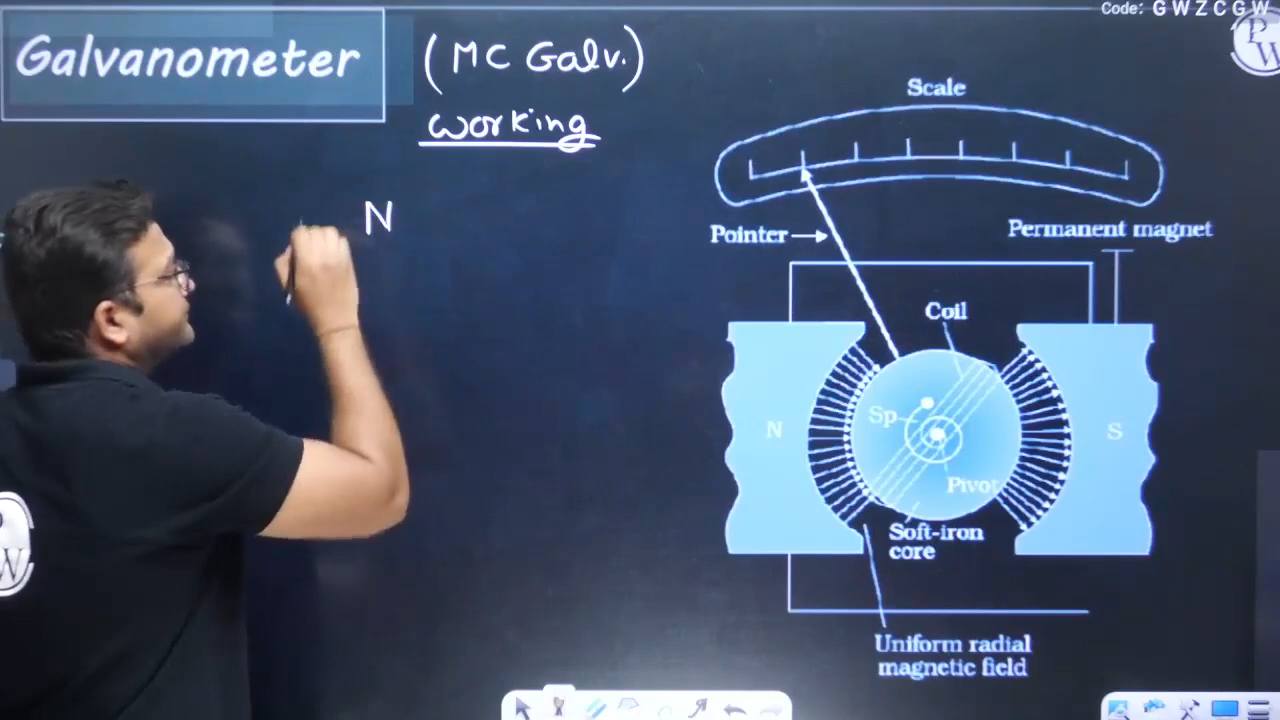 Code: G W Z C G W
Galvanometer (MC Galv.)
working
N
Scale
Pointer
Permanent magnet
Coil
N
Sp
S
Pivot
Soft-iron
core
Uniform radial
magnetic field
P
W
P
W